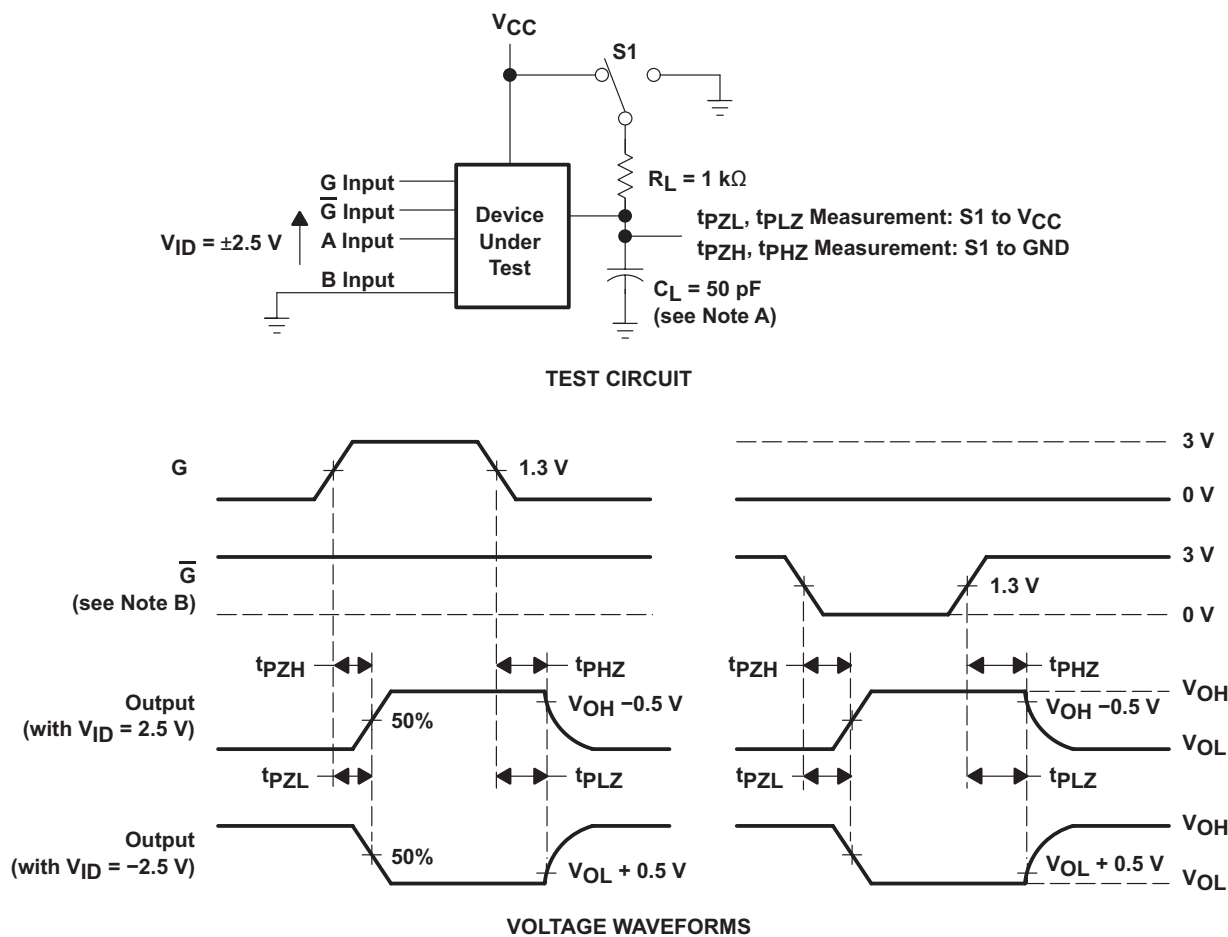 VCC
S1
RL = 1 kΩ
G Input
G̅ Input
VID = ±2.5 V
A Input
B Input
Device
Under
Test
tPZL, tPLZ Measurement: S1 to VCC
tPZH, tPHZ Measurement: S1 to GND
CL = 50 pF
(see Note A)
TEST CIRCUIT
G
1.3 V
3 V
0 V
G̅
(see Note B)
1.3 V
3 V
0 V
tPZH
tPHZ
tPZH
tPHZ
Output
(with VID = 2.5 V)
50%
VOH −0.5 V
VOH −0.5 V
VOH
VOL
tPZL
tPLZ
tPZL
tPLZ
Output
(with VID = −2.5 V)
50%
VOL + 0.5 V
VOL + 0.5 V
VOH
VOL
VOLTAGE WAVEFORMS